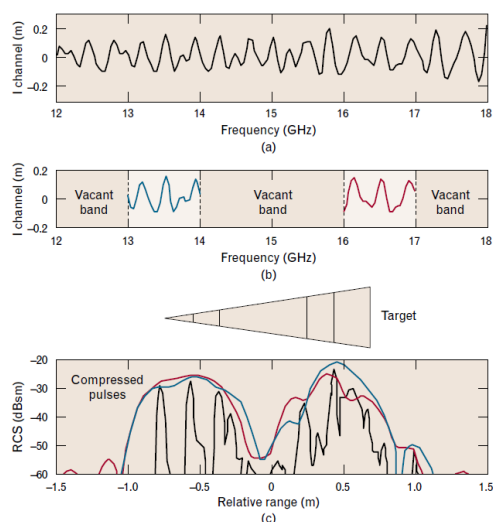 0.2
0
−0.2
I channel (m)
12 13 14 15 16 17 18
Frequency (GHz)
(a)
0.2
0
−0.2
I channel (m)
Vacant band
Vacant band
Vacant band
12 13 14 15 16 17 18
Frequency (GHz)
(b)
Target
−20
−30
−40
−50
−60
RCS (dBsm)
Compressed
pulses
−1.5 −1.0 −0.5 0 0.5 1.0 1.5
Relative range (m)
(c)